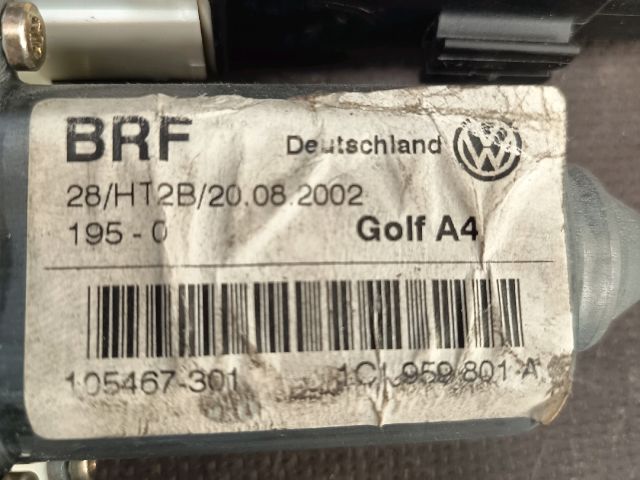 BRF
Deutschland
28/HT2B/20.08.2002
195 - 0
Golf A4
105467-301
1C1 959 801 A